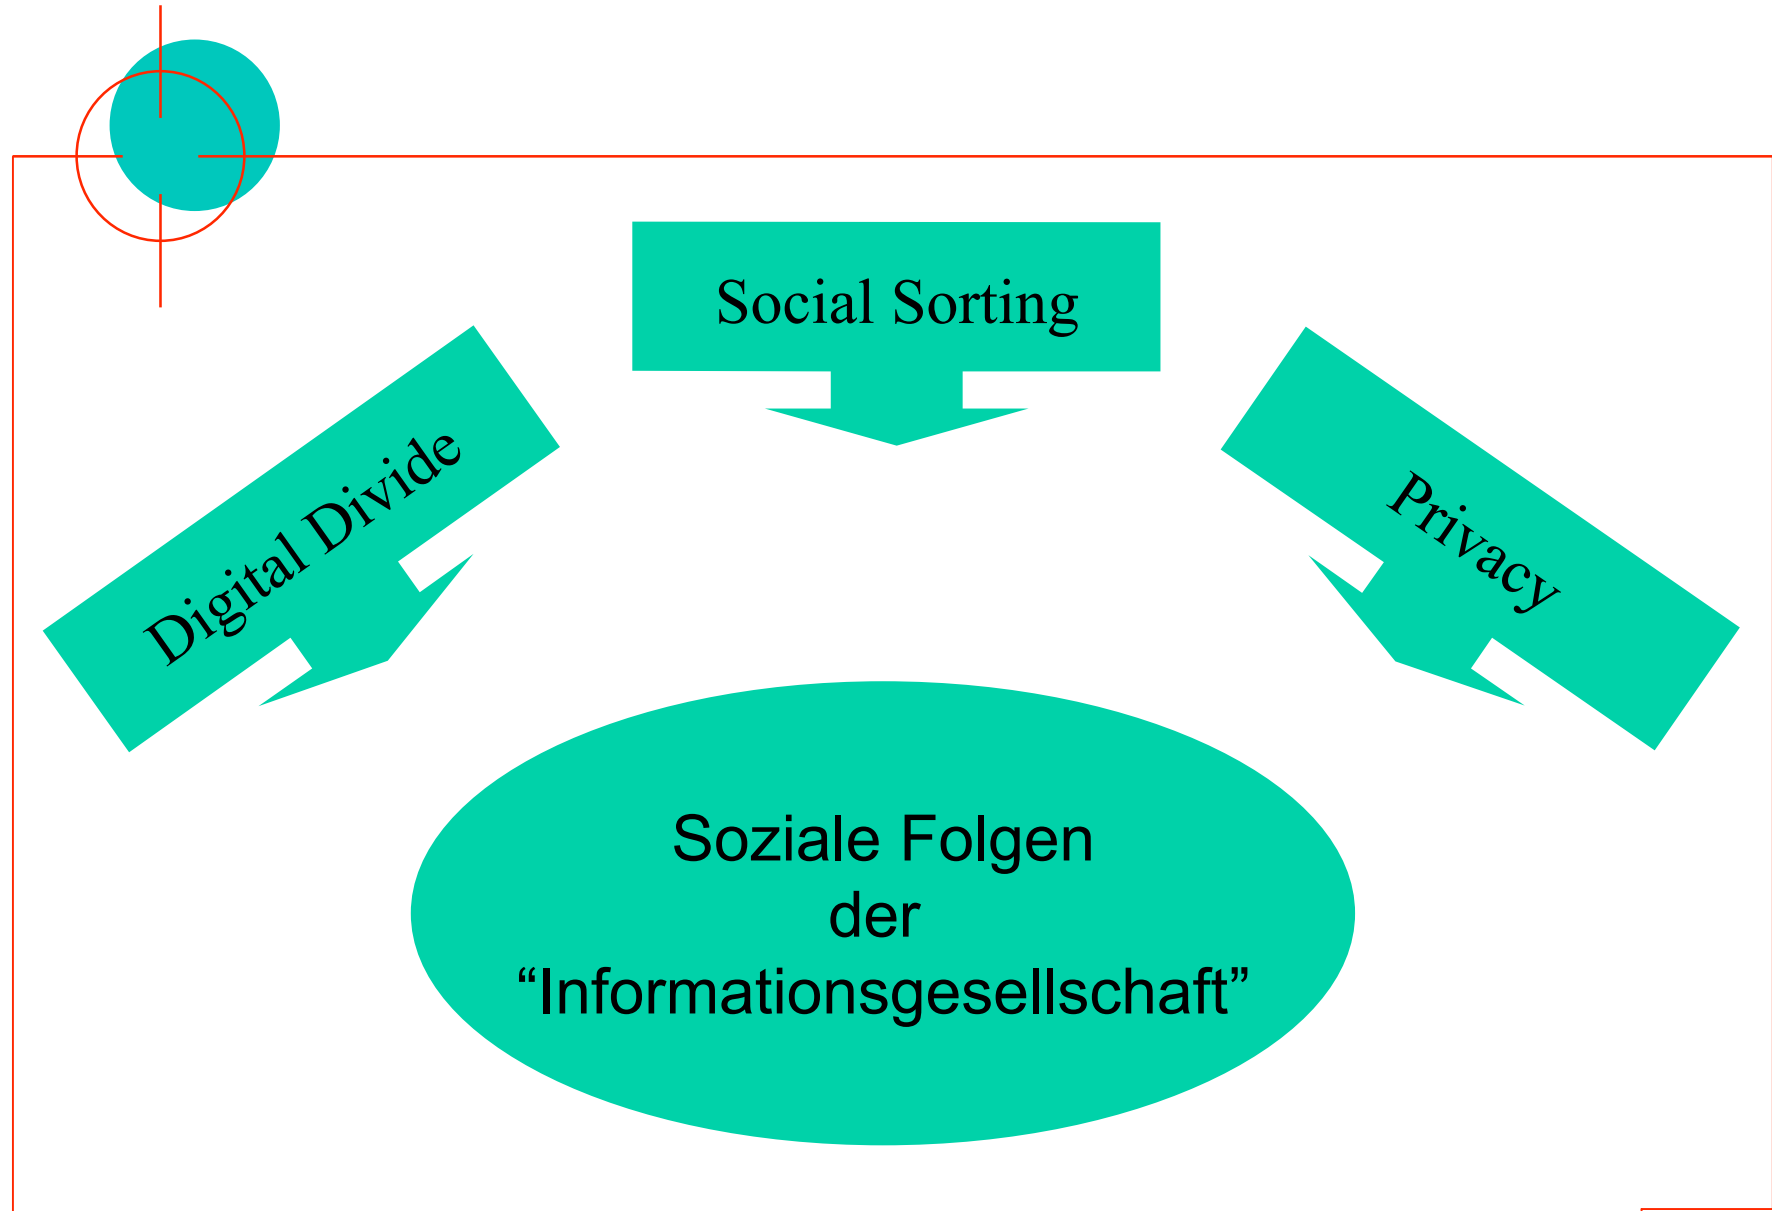 Social Sorting
Digital Divide
Privacy
Soziale Folgen
der
“Informationsgesellschaft”